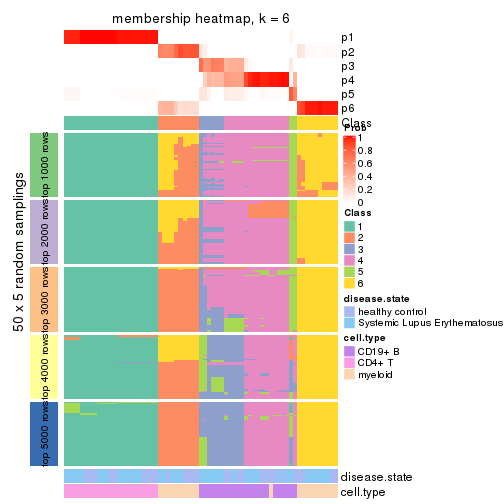 membership heatmap, k = 6
p1
p2
p3
p4
p5
p6
Class
Prob
1
0.8
0.6
0.4
0.2
0
Class
1
2
3
4
5
6
disease.state
healthy control
Systemic Lupus Erythematosus
cell.type
CD19+ B
CD4+ T
myeloid
50 x 5 random samplings
top 1000 rows
top 2000 rows
top 3000 rows
top 4000 rows
top 5000 rows
disease.state
cell.type